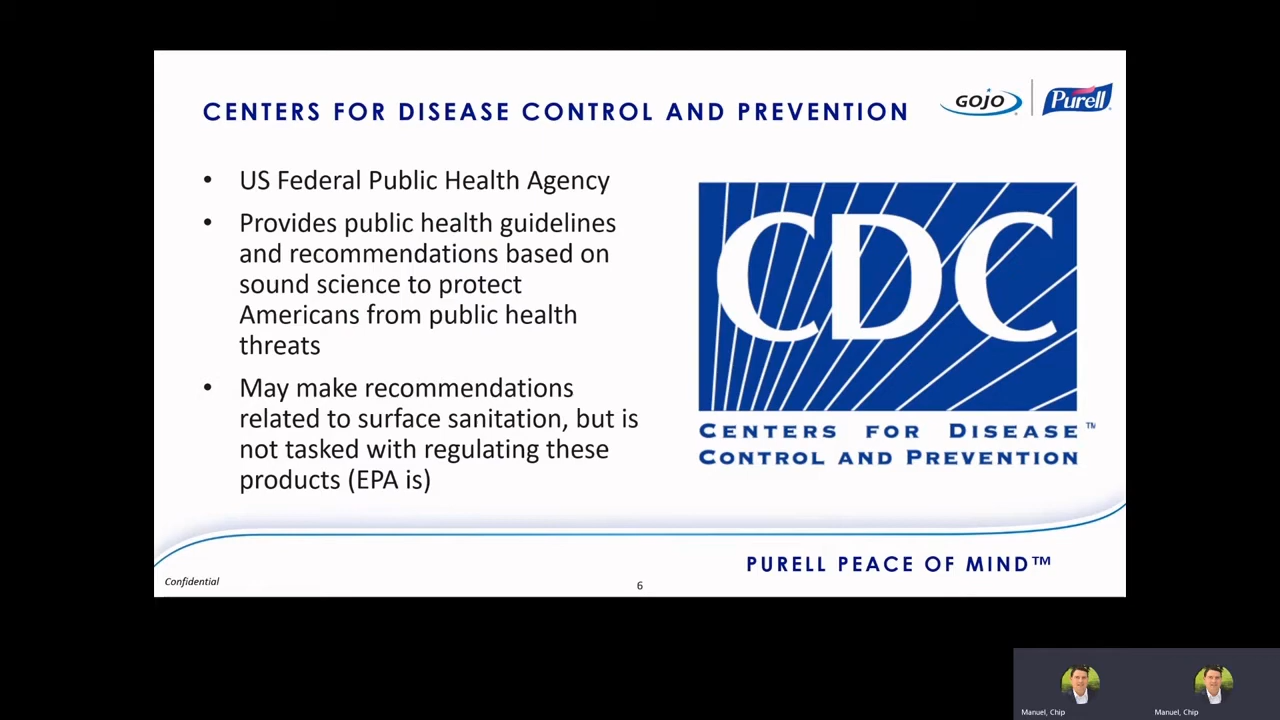 CENTERS FOR DISEASE CONTROL AND PREVENTION
GOJO
Purell
• US Federal Public Health Agency
• Provides public health guidelines
and recommendations based on
sound science to protect
Americans from public health
threats
• May make recommendations
related to surface sanitation, but is
not tasked with regulating these
products (EPA is)
CDC
CENTERS FOR DISEASE™
CONTROL AND PREVENTION
PURELL PEACE OF MIND™
Confidential
6
Manuel, Chip
Manuel, Chip